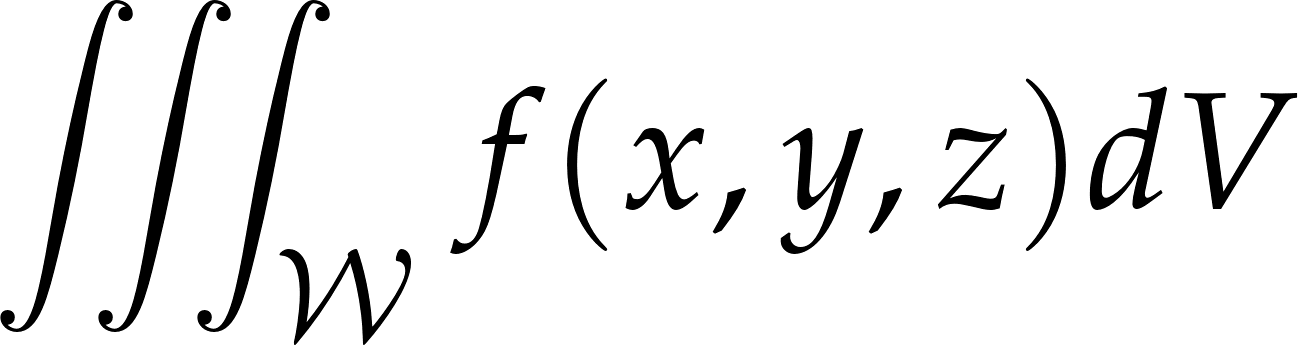 ∭_𝒲 f(x, y, z)dV